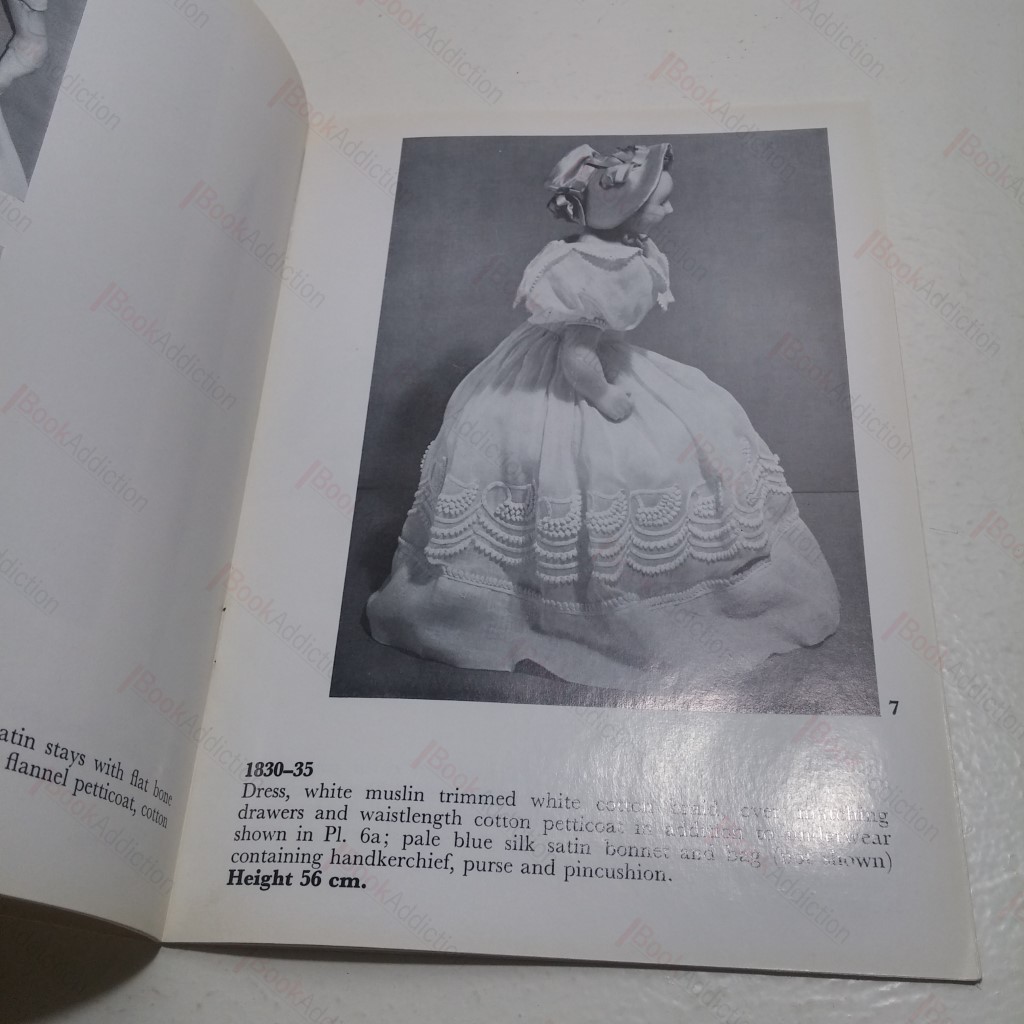 atin stays with flat bone
flannel petticoat, cotton
7
1830–35
Dress, white muslin trimmed white cotton braid, over matching
drawers and waistlength cotton petticoat in addition to underwear
shown in Pl. 6a; pale blue silk satin bonnet and bag (not shown)
containing handkerchief, purse and pincushion.
Height 56 cm.
BookAddiction